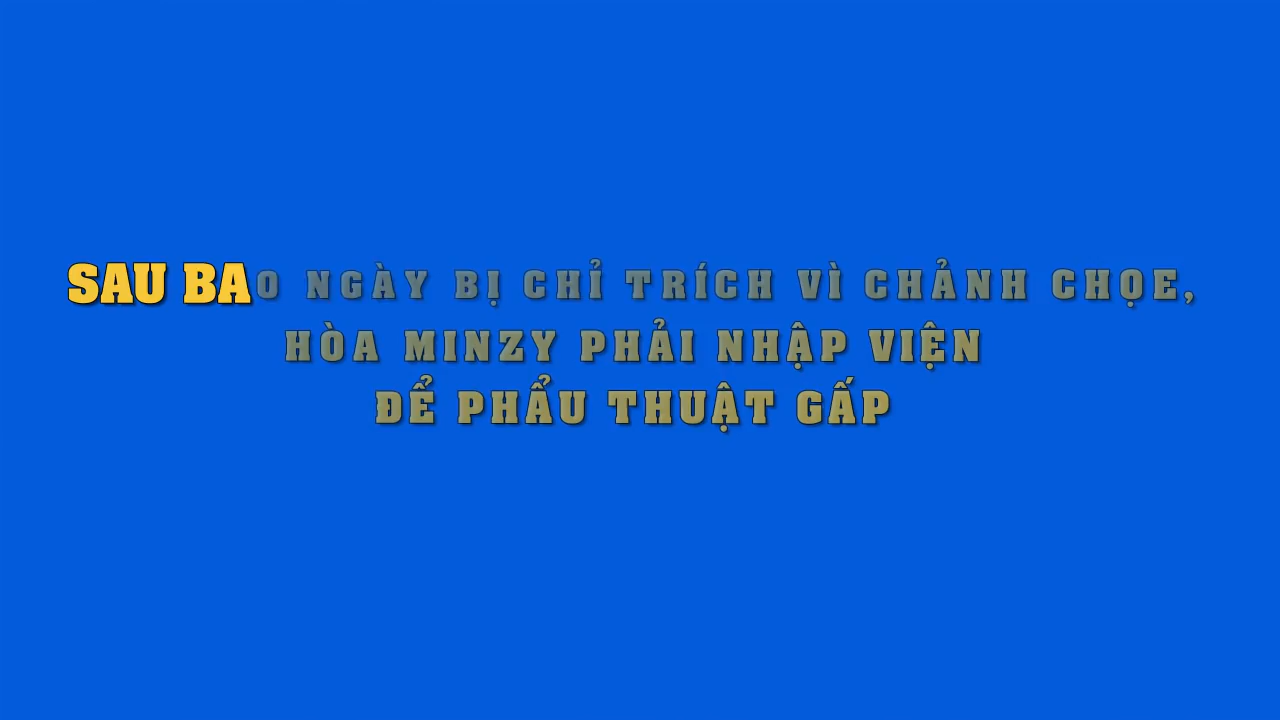 SAU BAO NGÀY BỊ CHỈ TRÍCH VÌ CHẢNH CHỌE,
HÒA MINZY PHẢI NHẬP VIỆN
ĐỂ PHẨU THUẬT GẤP